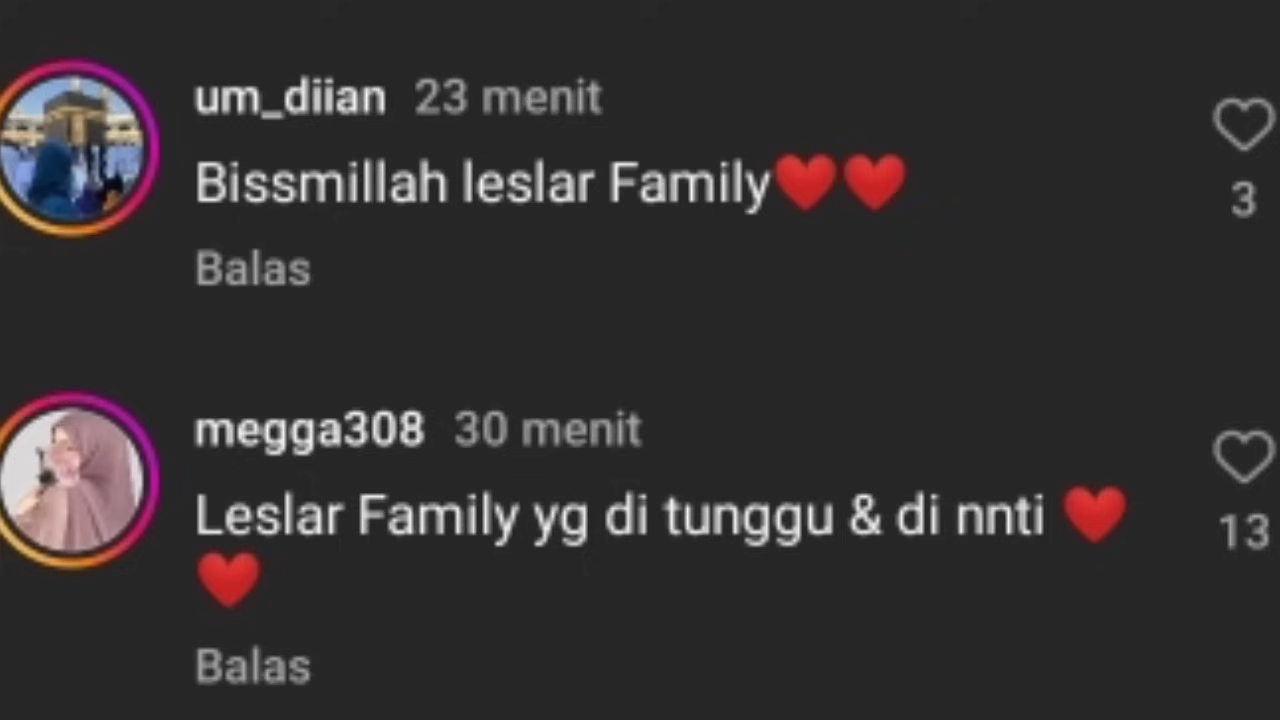 um_diian 23 menit
Bissmillah leslar Family❤️❤️
3
Balas
megga308 30 menit
Leslar Family yg di tunggu & di nnti ❤️
❤️
13
Balas